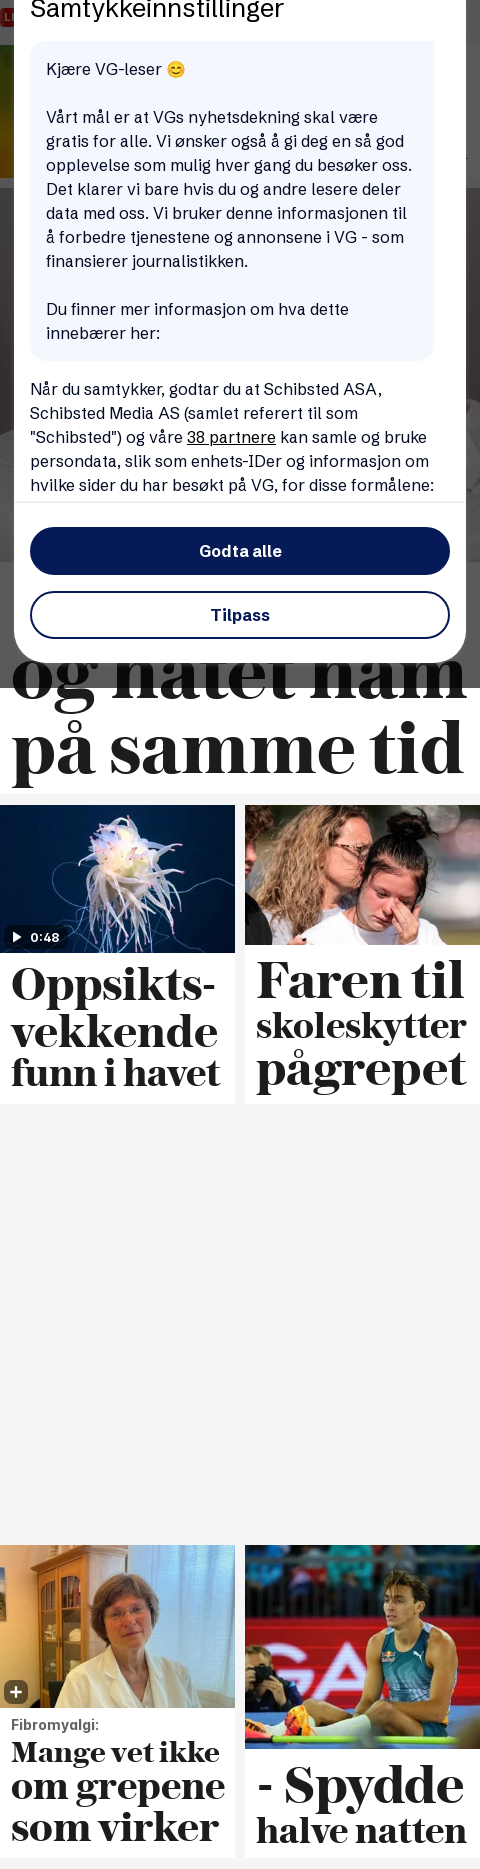 Samtykkeinnstillinger
Kjære VG-leser 😊
Vårt mål er at VGs nyhetsdekning skal være
gratis for alle. Vi ønsker også å gi deg en så god
opplevelse som mulig hver gang du besøker oss.
Det klarer vi bare hvis du og andre lesere deler
data med oss. Vi bruker denne informasjonen til
å forbedre tjenestene og annonsene i VG - som
finansierer journalistikken.
Du finner mer informasjon om hva dette
innebærer her:
Når du samtykker, godtar du at Schibsted ASA,
Schibsted Media AS (samlet referert til som
"Schibsted") og våre 38 partnere kan samle og bruke
persondata, slik som enhets-IDer og informasjon om
hvilke sider du har besøkt på VG, for disse formålene:
Godta alle
Tilpass
og hatet ham
på samme tid
0:48
Oppsikts-
vekkende
funn i havet
Faren til
skoleskytter
pågrepet
Fibromyalgi:
Mange vet ikke
om grepene
som virker
- Spydde
halve natten